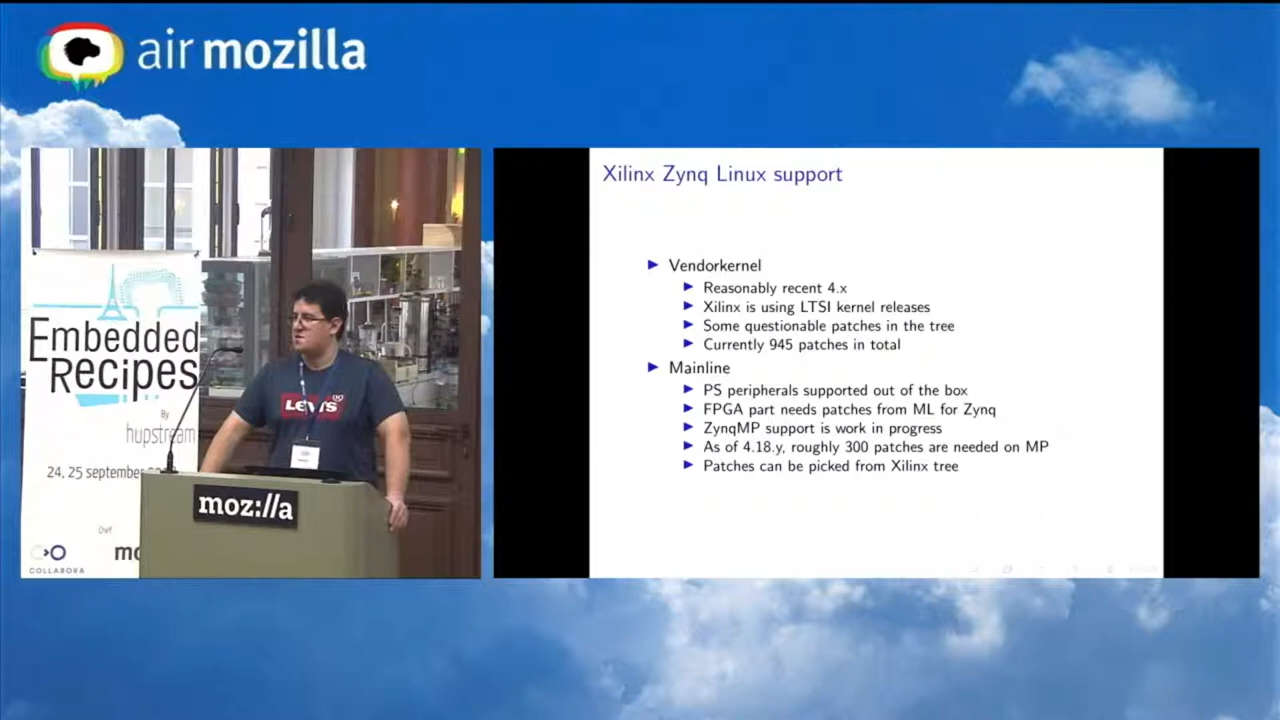 air mozilla
Embedded
Recipes
By
hupstream
24, 25 september
COLLABORA
LEVI'S
moz://a
Xilinx Zynq Linux support
Vendorkernel
Reasonably recent 4.x
Xilinx is using LTSI kernel releases
Some questionable patches in the tree
Currently 945 patches in total
Mainline
PS peripherals supported out of the box
FPGA part needs patches from ML for Zynq
ZynqMP support is work in progress
As of 4.18.y, roughly 300 patches are needed on MP
Patches can be picked from Xilinx tree